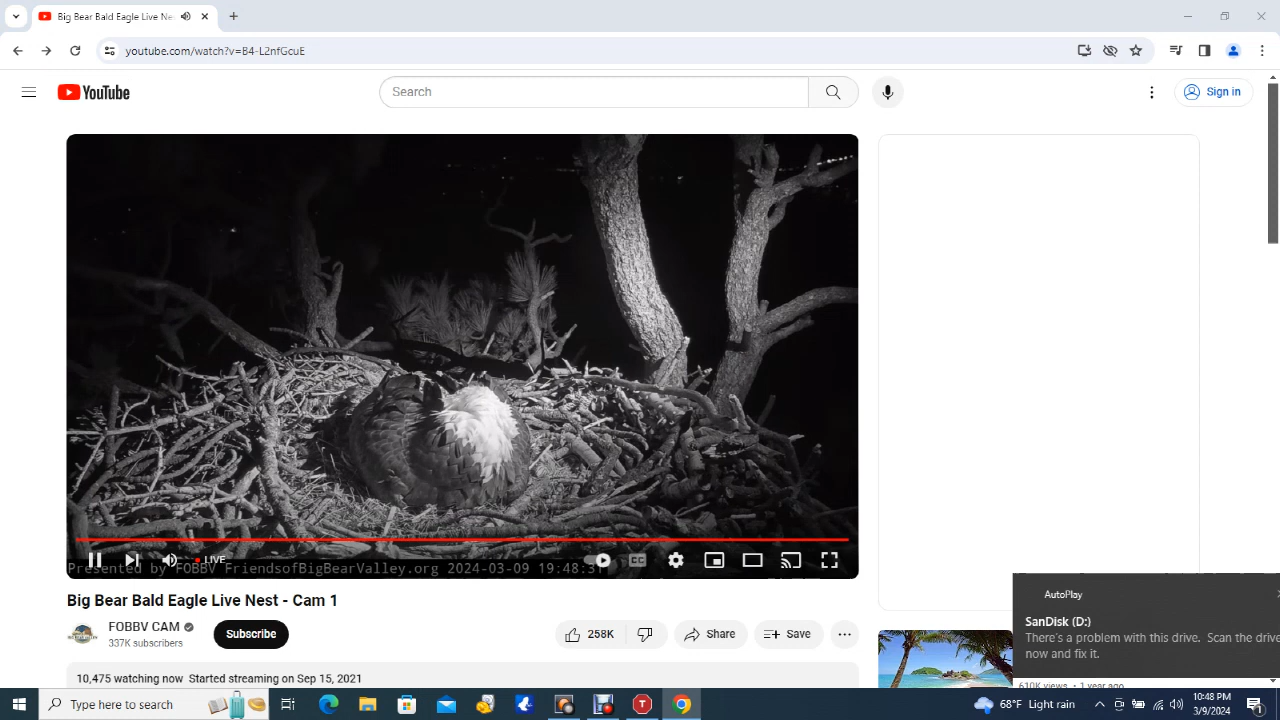 Big Bear Bald Eagle Live Ne
youtube.com/watch?v=B4-L2nfGcuE
YouTube
Search
Sign in
LIVE
Presented by FOBBV FriendsofBigBearValley.org 2024-03-09 19:48:31
Big Bear Bald Eagle Live Nest - Cam 1
FOBBV CAM
337K subscribers
Subscribe
258K
Share
Save
10,475 watching now Started streaming on Sep 15, 2021
AutoPlay
SanDisk (D:)
There's a problem with this drive. Scan the drive
now and fix it.
610K views • 1 year ago
Type here to search
68°F Light rain
10:48 PM
3/9/2024
1